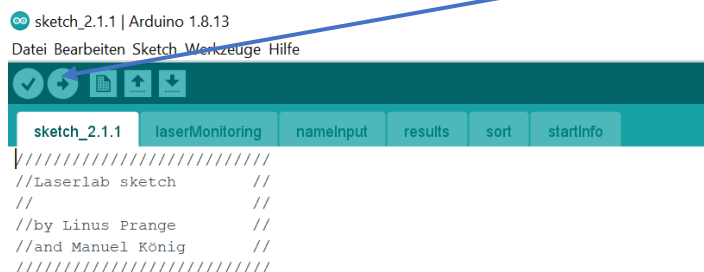 sketch_2.1.1 | Arduino 1.8.13
Datei Bearbeiten Sketch Werkzeuge Hilfe
sketch_2.1.1 laserMonitoring nameInput results sort startInfo
///////////////////////////
//Laserlab sketch        //
//                       //
//by Linus Prange        //
//and Manuel König       //
///////////////////////////